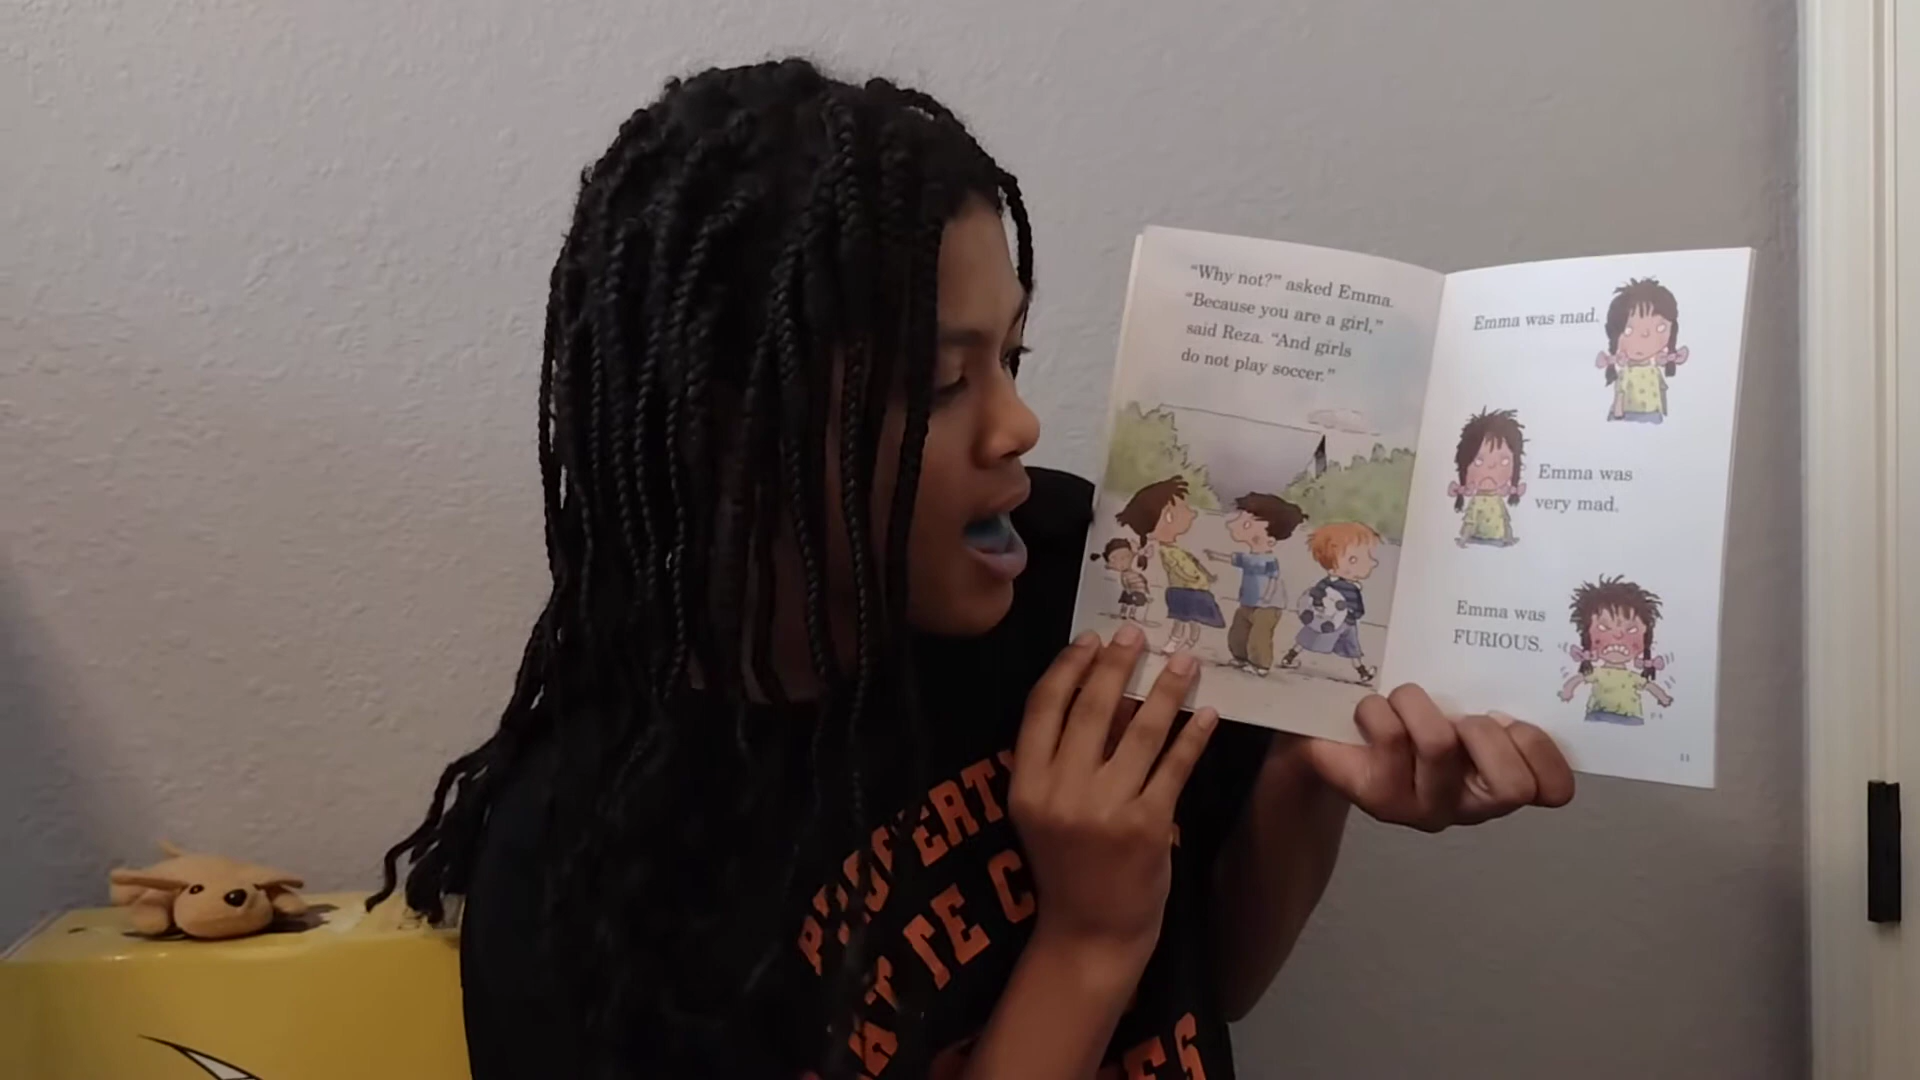 “Why not?” asked Emma.
“Because you are a girl,”
said Reza. “And girls
do not play soccer.”
Emma was mad.
Emma was
very mad.
Emma was
FURIOUS.
11